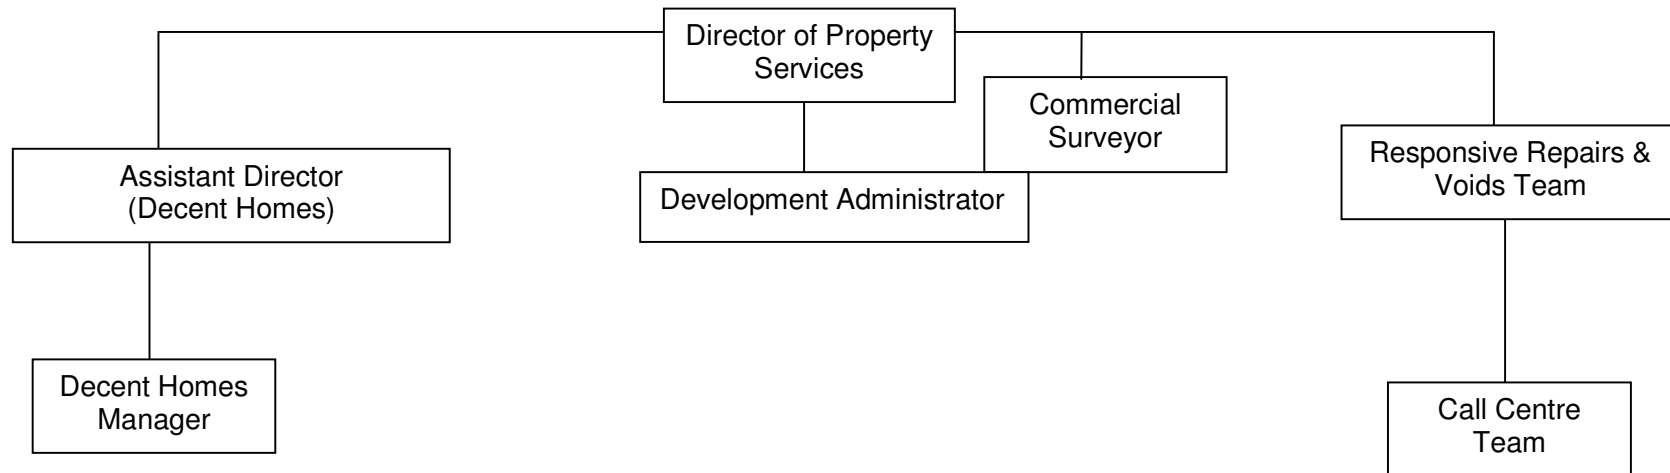 Director of Property
Services
Commercial
Surveyor
Responsive Repairs &
Voids Team
Assistant Director
(Decent Homes)
Development Administrator
Decent Homes
Manager
Call Centre
Team